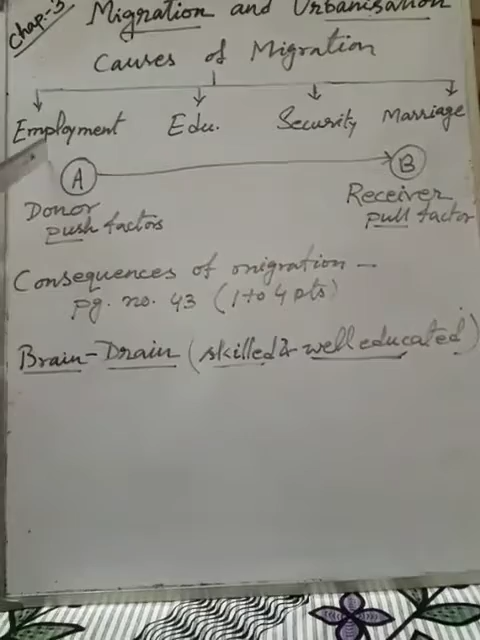 Chap-3 Migration and Urbanisation
Causes of Migration
Employment Edu. Security Marriage
A B
Donor Receiver
push factors pull factor
Consequences of migration -
pg. no. 43 (1 to 4 pts)
Brain-Drain (skilled & well educated)